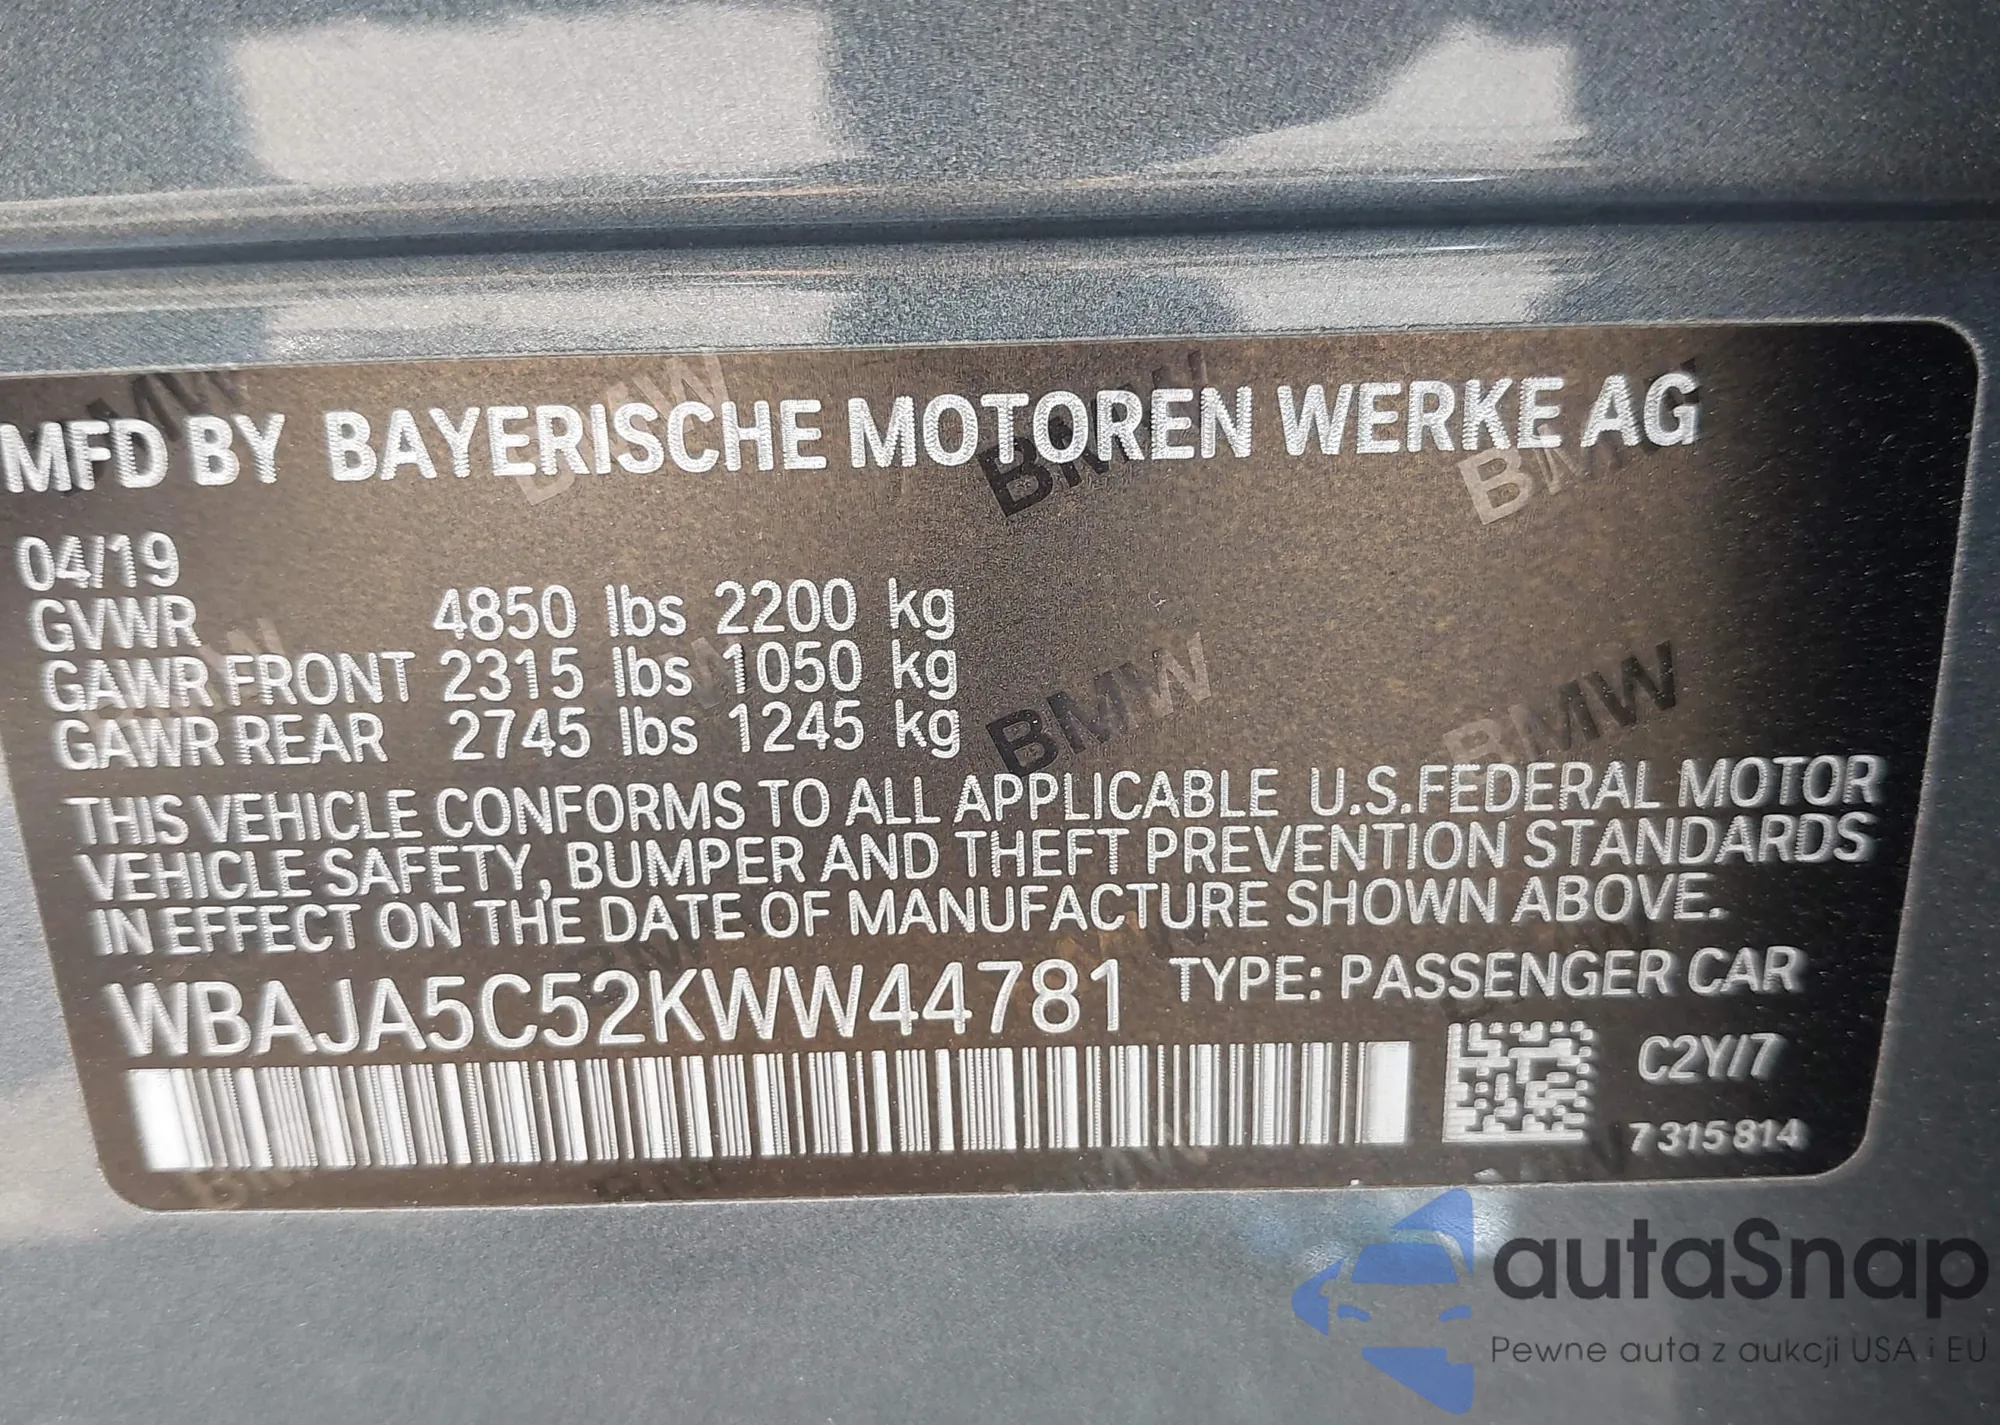 MFD BY BAYERISCHE MOTOREN WERKE AG
04/19
GVWR 4850 lbs 2200 kg
GAWR FRONT 2315 lbs 1050 kg
GAWR REAR 2745 lbs 1245 kg
THIS VEHICLE CONFORMS TO ALL APPLICABLE U.S.FEDERAL MOTOR
VEHICLE SAFETY, BUMPER AND THEFT PREVENTION STANDARDS
IN EFFECT ON THE DATE OF MANUFACTURE SHOWN ABOVE.
WBAJA5C52KWW44781 TYPE: PASSENGER CAR
C2Y/7
7 315 814
autaSnap
Pewne auta z aukcji USA i EU